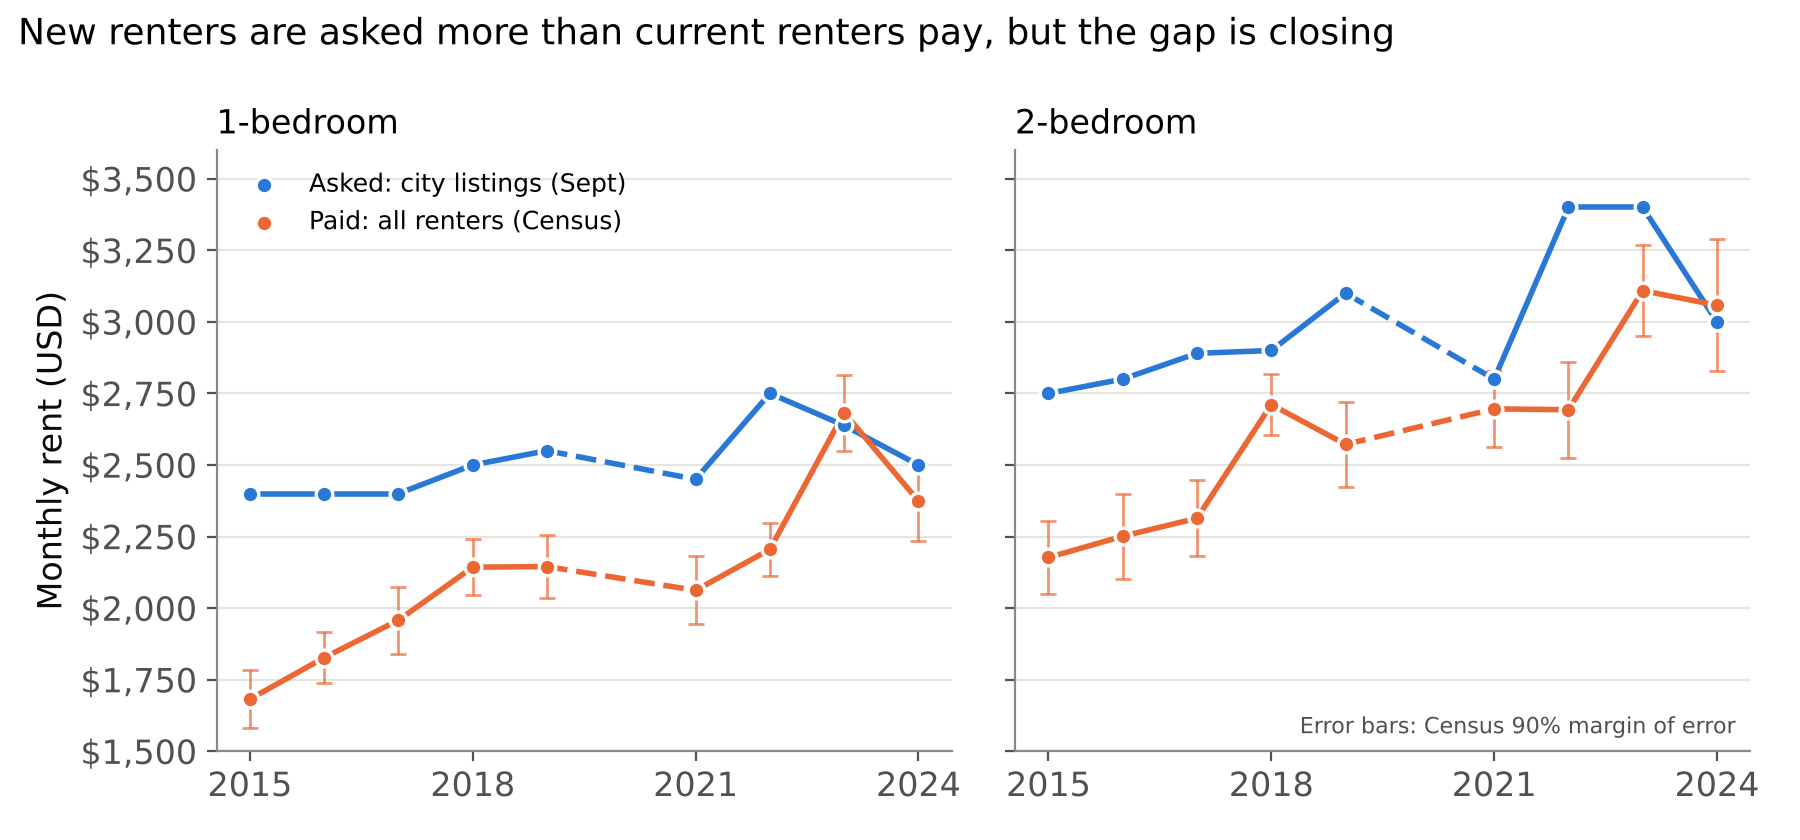 New renters are asked more than current renters pay, but the gap is closing
1-bedroom
2-bedroom
Monthly rent (USD)
$3,500
$3,250
$3,000
$2,750
$2,500
$2,250
$2,000
$1,750
$1,500
Asked: city listings (Sept)
Paid: all renters (Census)
Error bars: Census 90% margin of error
2015 2018 2021 2024
2015 2018 2021 2024